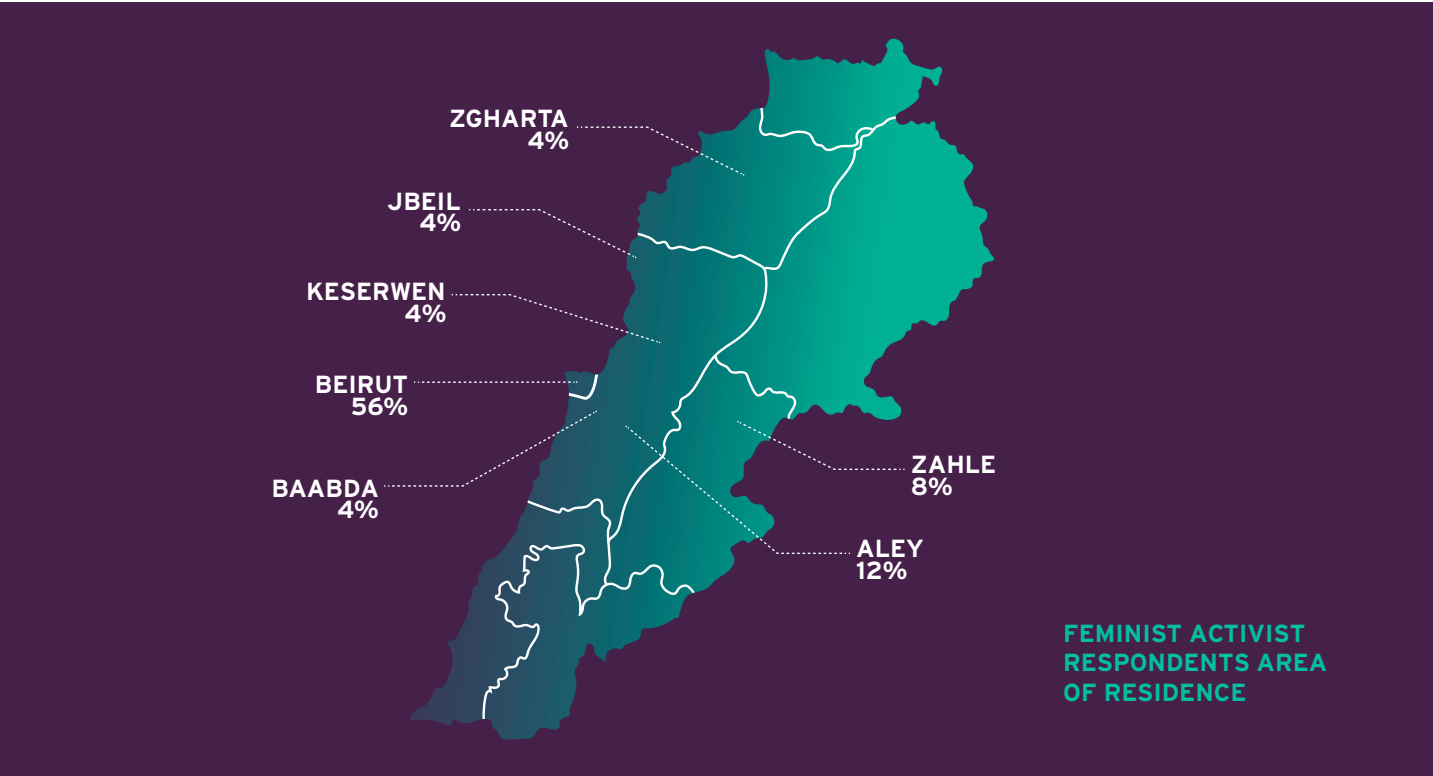 ZGHARTA
4%
JBEIL
4%
KESERWEN
4%
BEIRUT
56%
BAABDA
4%
ZAHLE
8%
ALEY
12%
FEMINIST ACTIVIST
RESPONDENTS AREA
OF RESIDENCE